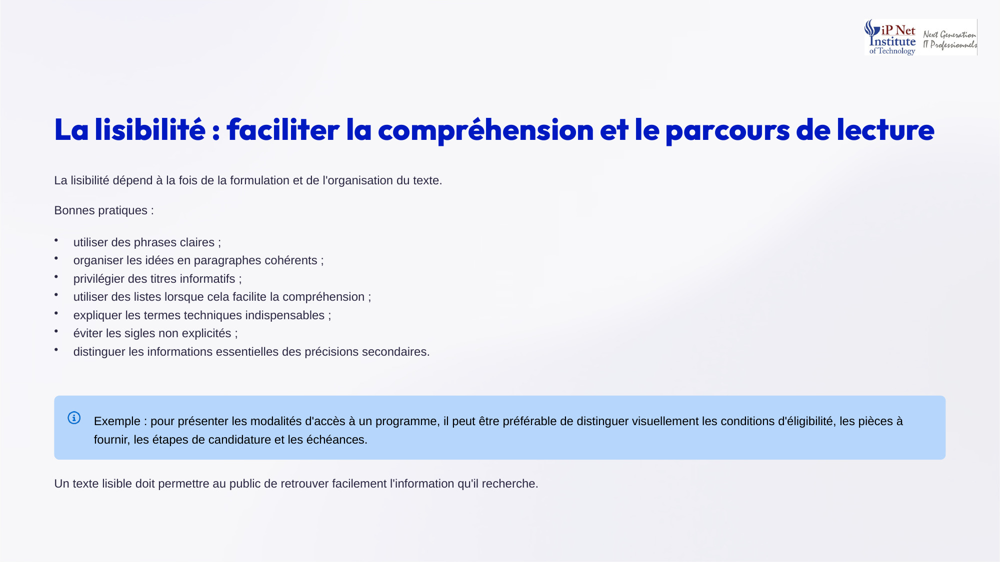 iP Net
Institute
of Technology
Next Generation
IT Professionnels
La lisibilité : faciliter la compréhension et le parcours de lecture
La lisibilité dépend à la fois de la formulation et de l'organisation du texte.
Bonnes pratiques :
• utiliser des phrases claires ;
• organiser les idées en paragraphes cohérents ;
• privilégier des titres informatifs ;
• utiliser des listes lorsque cela facilite la compréhension ;
• expliquer les termes techniques indispensables ;
• éviter les sigles non explicités ;
• distinguer les informations essentielles des précisions secondaires.
Exemple : pour présenter les modalités d'accès à un programme, il peut être préférable de distinguer visuellement les conditions d'éligibilité, les pièces à
fournir, les étapes de candidature et les échéances.
Un texte lisible doit permettre au public de retrouver facilement l'information qu'il recherche.